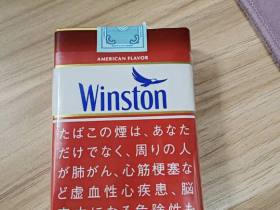 AMERICAN FLAVOR
Winston
たばこの煙は、あなた
だけでなく、周りの人
が肺がん、心筋梗塞な
ど虚血性心疾患、脳